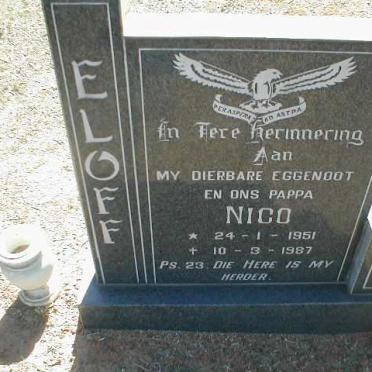 ELOFF
PER ASPERA AD ASTRA
In Tere Herinnering
Aan
MY DIERBARE EGGENOOT
EN ONS PAPPA
NICO
* 24-1-1951
+ 10-3-1987
PS. 23. DIE HERE IS MY
HERDER.